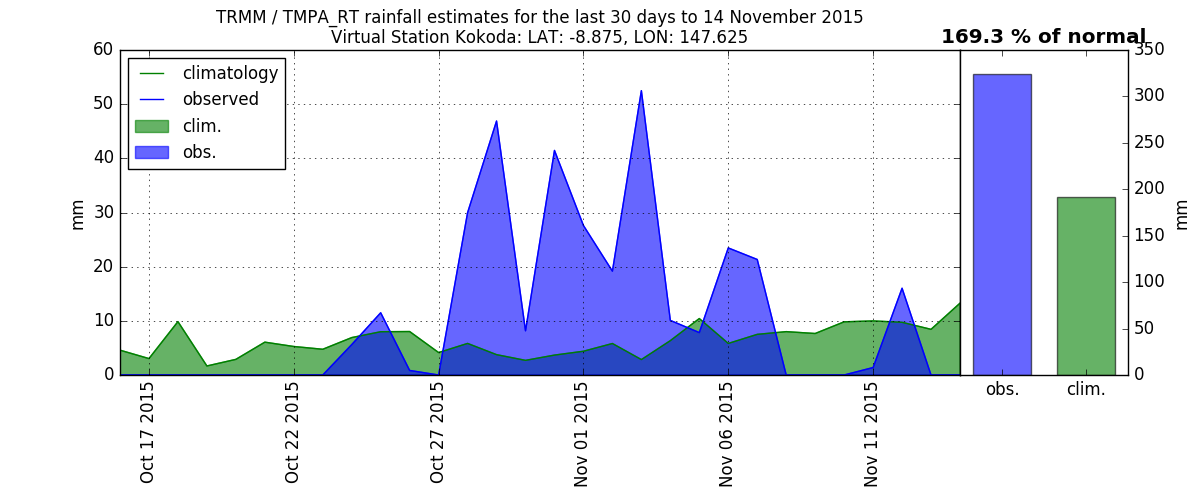 TRMM / TMPA_RT rainfall estimates for the last 30 days to 14 November 2015
Virtual Station Kokoda: LAT: -8.875, LON: 147.625
169.3 % of normal
climatology
observed
clim.
obs.
60
50
40
30
20
10
0
mm
Oct 17 2015
Oct 22 2015
Oct 27 2015
Nov 01 2015
Nov 06 2015
Nov 11 2015
350
300
250
200
150
100
50
0
mm
obs.
clim.